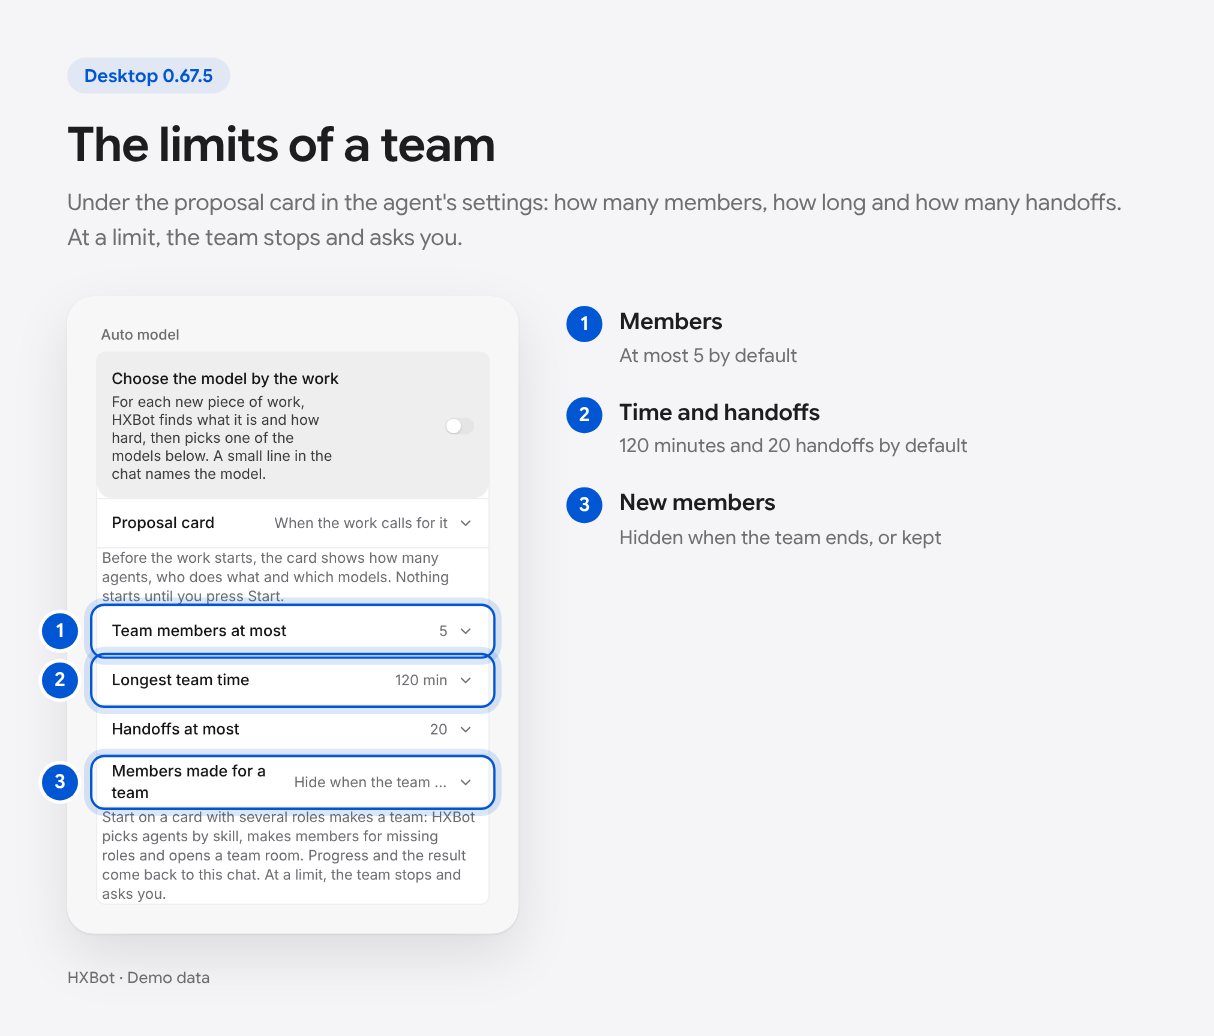 Desktop 0.67.5
The limits of a team
Under the proposal card in the agent's settings: how many members, how long and how many handoffs.
At a limit, the team stops and asks you.
Auto model
Choose the model by the work
For each new piece of work,
HXBot finds what it is and how
hard, then picks one of the
models below. A small line in the
chat names the model.
Proposal card
When the work calls for it
Before the work starts, the card shows how many
agents, who does what and which models. Nothing
starts until you press Start.
1
Team members at most
5
2
Longest team time
120 min
Handoffs at most
20
3
Members made for a
team
Hide when the team ...
Start on a card with several roles makes a team: HXBot
picks agents by skill, makes members for missing
roles and opens a team room. Progress and the result
come back to this chat. At a limit, the team stops and
asks you.
1
Members
At most 5 by default
2
Time and handoffs
120 minutes and 20 handoffs by default
3
New members
Hidden when the team ends, or kept
HXBot · Demo data